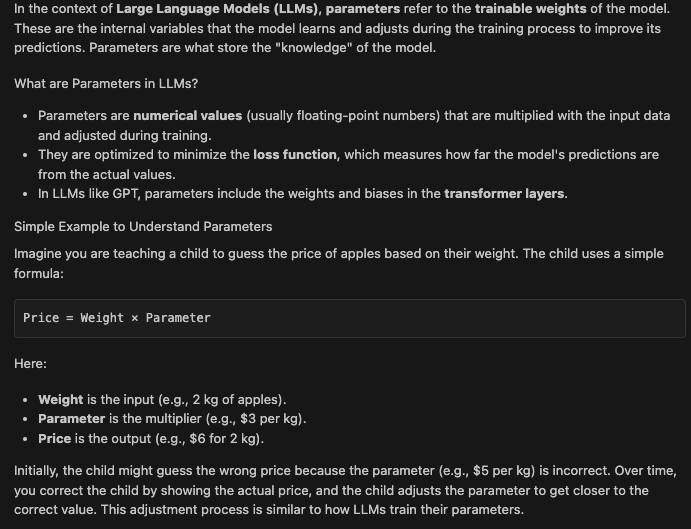 In the context of Large Language Models (LLMs), parameters refer to the trainable weights of the model.
These are the internal variables that the model learns and adjusts during the training process to improve its
predictions. Parameters are what store the "knowledge" of the model.
What are Parameters in LLMs?
• Parameters are numerical values (usually floating-point numbers) that are multiplied with the input data
and adjusted during training.
• They are optimized to minimize the loss function, which measures how far the model's predictions are
from the actual values.
• In LLMs like GPT, parameters include the weights and biases in the transformer layers.
Simple Example to Understand Parameters
Imagine you are teaching a child to guess the price of apples based on their weight. The child uses a simple
formula:
Price = Weight × Parameter
Here:
• Weight is the input (e.g., 2 kg of apples).
• Parameter is the multiplier (e.g., $3 per kg).
• Price is the output (e.g., $6 for 2 kg).
Initially, the child might guess the wrong price because the parameter (e.g., $5 per kg) is incorrect. Over time,
you correct the child by showing the actual price, and the child adjusts the parameter to get closer to the
correct value. This adjustment process is similar to how LLMs train their parameters.